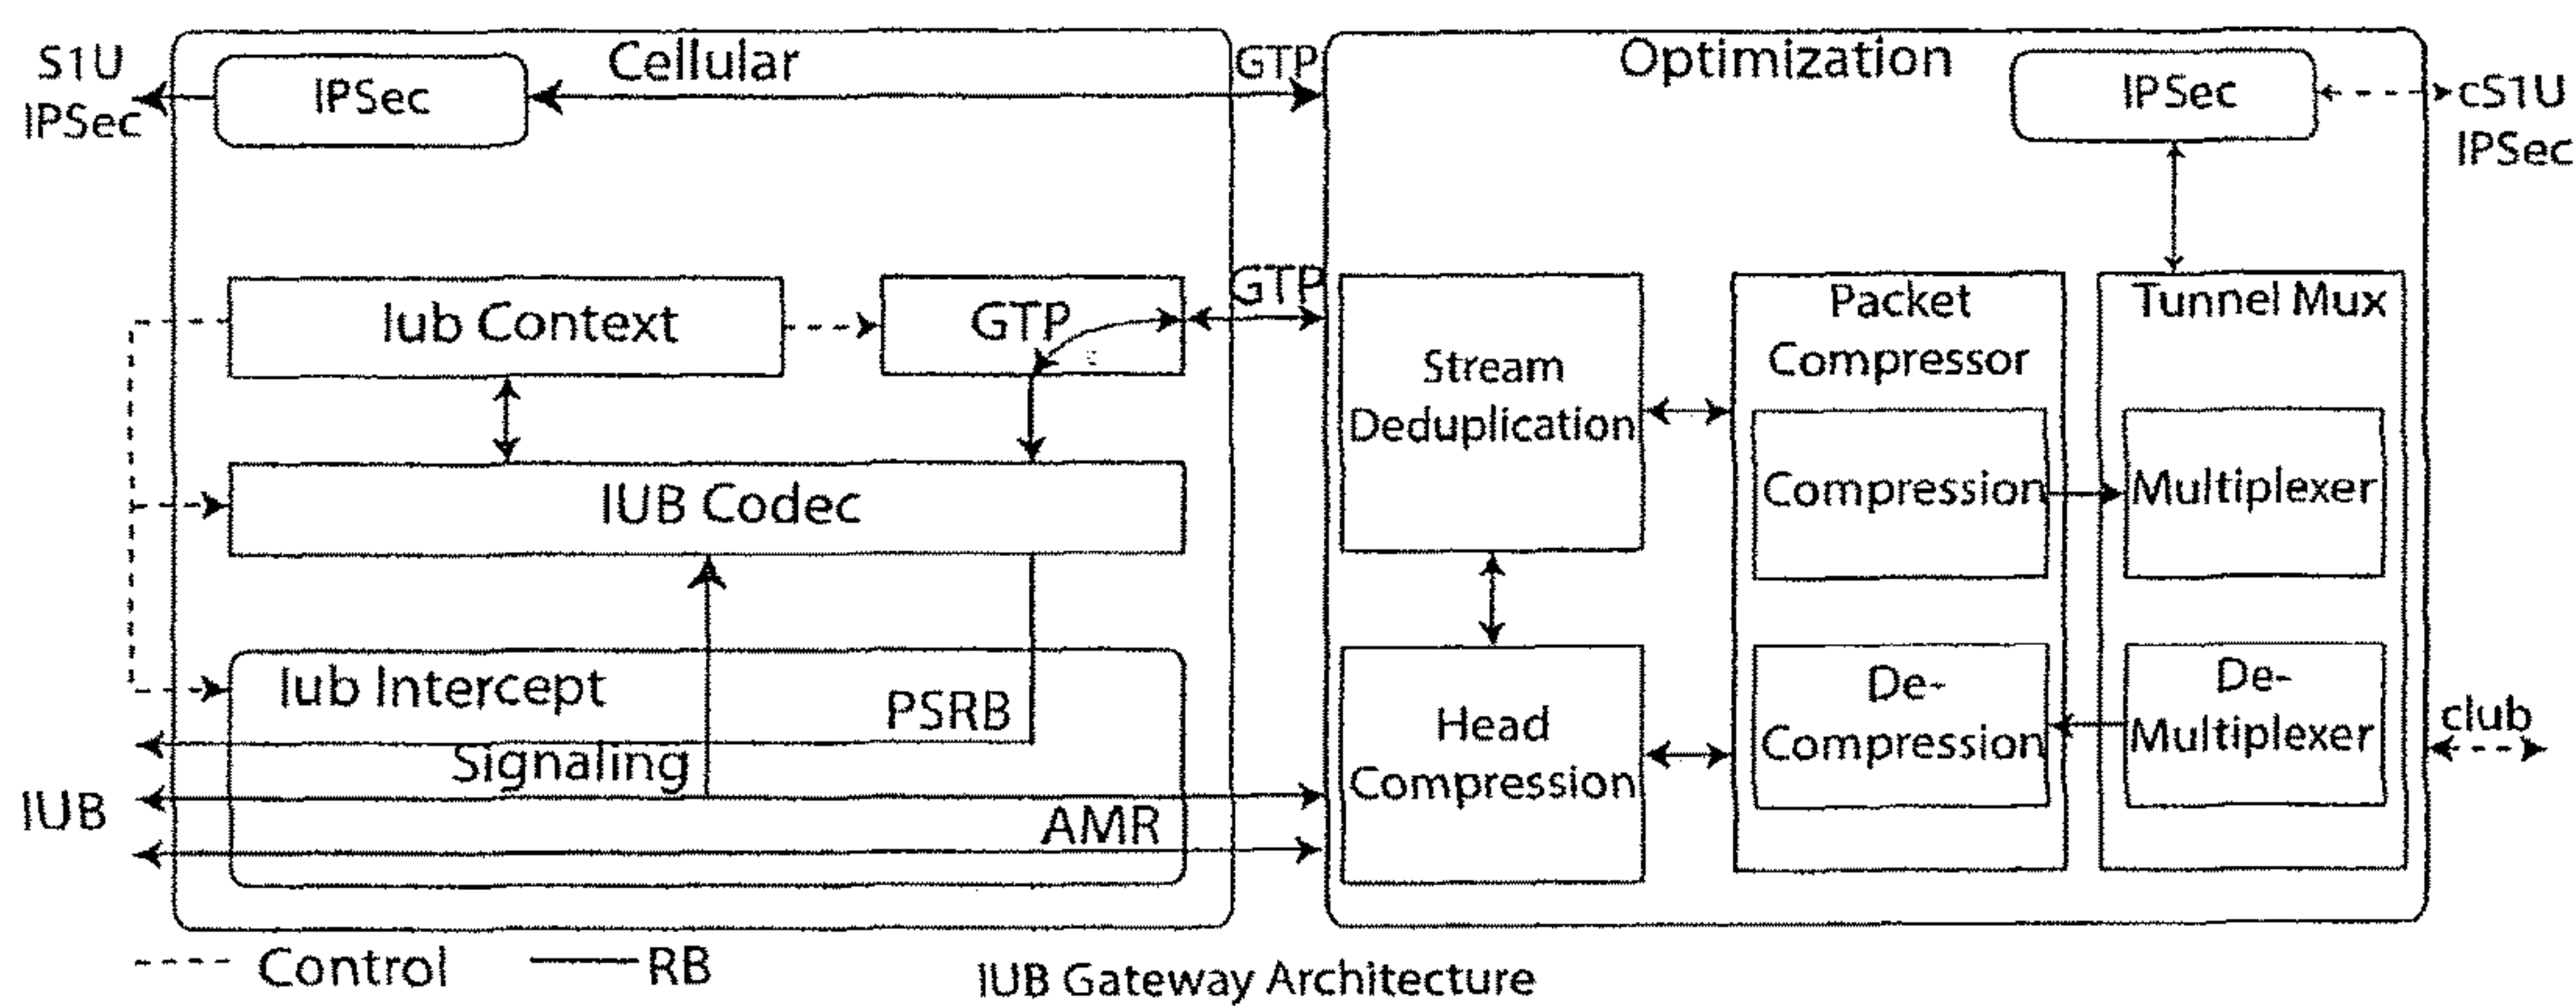 S1U
IPSec
IPSec
Cellular
GTP
Optimization
IPSec
cS1U
IPSec
Iub Context
GTP
GTP
Stream
Deduplication
Packet
Compressor
Tunnel Mux
Compression
Multiplexer
IUB Codec
Iub Intercept
PSRB
Signaling
AMR
IUB
Head
Compression
De-
Compression
De-
Multiplexer
cIub
Control
RB
IUB Gateway Architecture